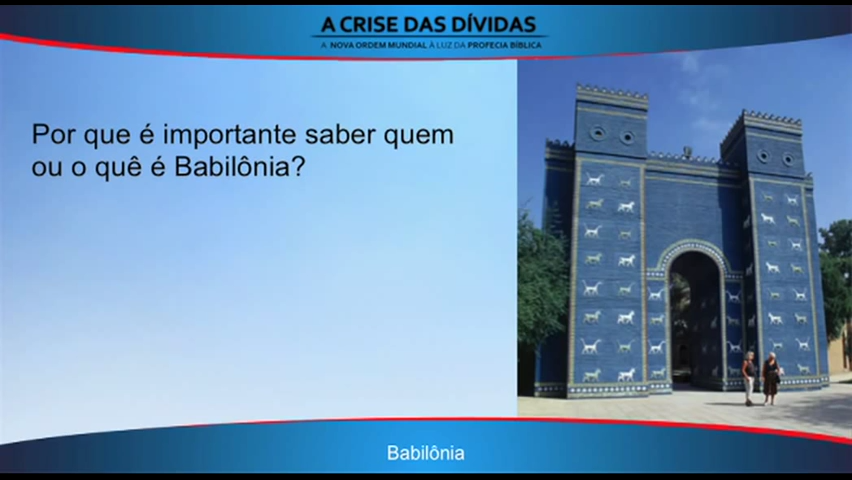 A CRISE DAS DÍVIDAS
A NOVA ORDEM MUNDIAL À LUZ DA PROFECIA BÍBLICA
Por que é importante saber quem
ou o quê é Babilônia?
Babilônia